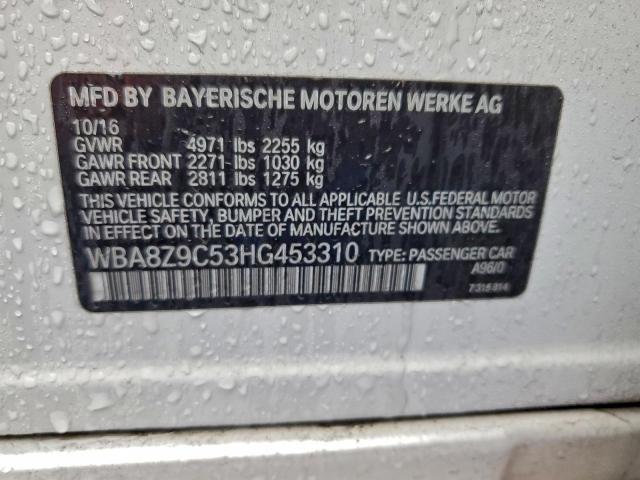 MFD BY BAYERISCHE MOTOREN WERKE AG
10/16
GVWR 4971 lbs 2255 kg
GAWR FRONT 2271 lbs 1030 kg
GAWR REAR 2811 lbs 1275 kg
THIS VEHICLE CONFORMS TO ALL APPLICABLE U.S.FEDERAL MOTOR
VEHICLE SAFETY, BUMPER AND THEFT PREVENTION STANDARDS
IN EFFECT ON THE DATE OF MANUFACTURE SHOWN ABOVE.
WBA8Z9C53HG453310 TYPE: PASSENGER CAR
A96/0
7315814